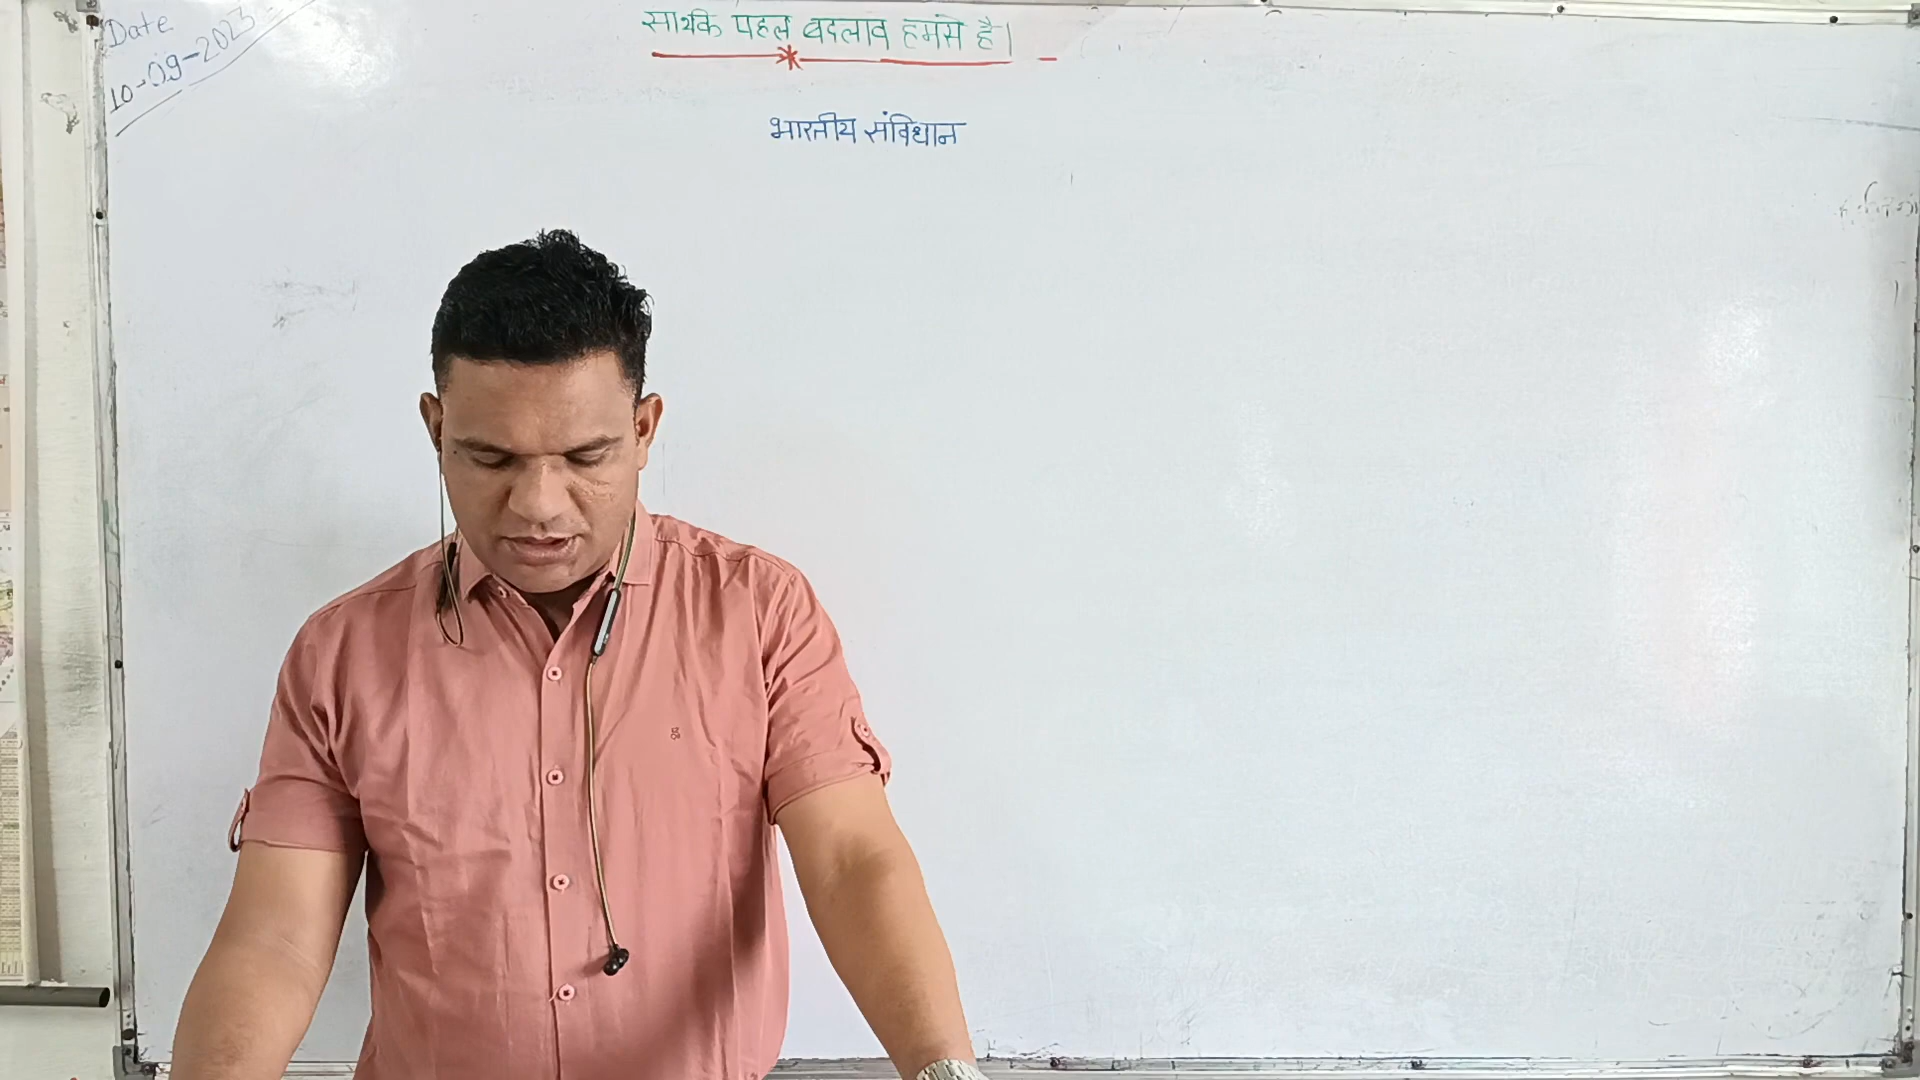 Date
10-09-2023
सार्थक पहल बदलाव हमसे है।
भारतीय संविधान